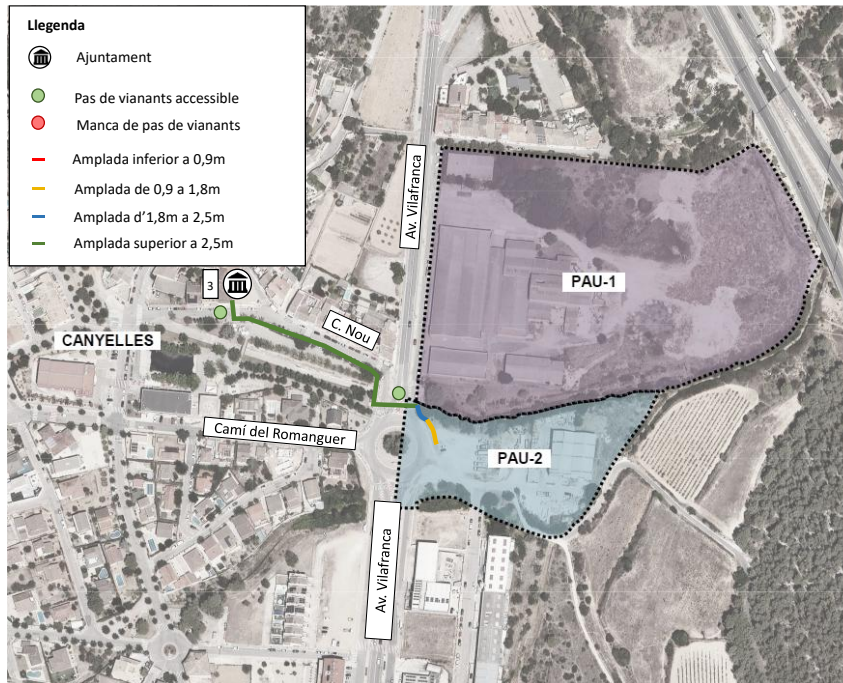 Llegenda
Ajuntament
Pas de vianants accessible
Manca de pas de vianants
Amplada inferior a 0,9m
Amplada de 0,9 a 1,8m
Amplada d'1,8m a 2,5m
Amplada superior a 2,5m
Av. Vilafranca
3
PAU-1
C. Nou
CANYELLES
Camí del Romanguer
PAU-2
Av. Vilafranca